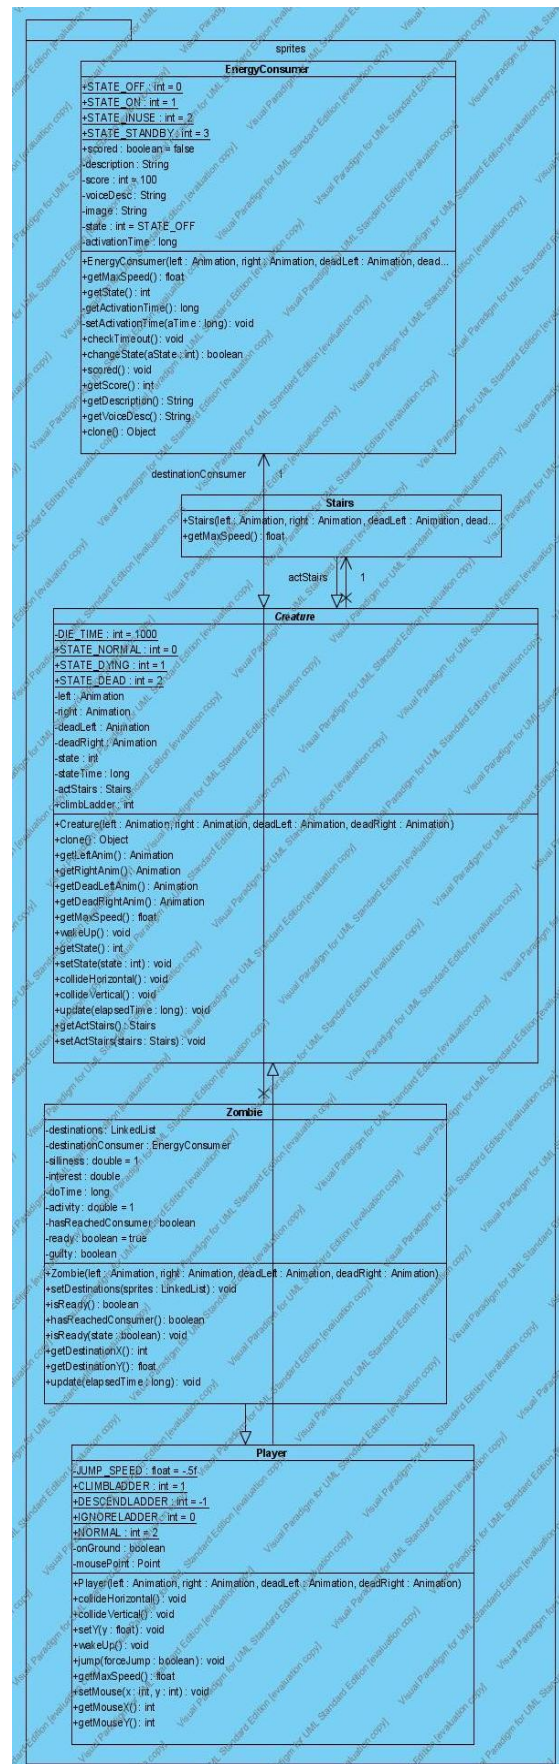 sprites
EnergyConsumer
+STATE_OFF : int = 0
+STATE_ON : int = 1
+STATE_INUSE : int = 2
+STATE_STANDBY : int = 3
+scored : boolean = false
-description : String
-score : int = 100
-voiceDesc : String
-image : String
-state : int = STATE_OFF
-activationTime : long
+EnergyConsumer(left : Animation, right : Animation, deadLeft : Animation, dead...
+getMaxSpeed() : float
+getState() : int
-getActivationTime() : long
-setActivationTime(aTime : long) : void
+checkTimeout() : void
+changeState(aState : int) : boolean
+scored() : void
+getScore() : int
+getDescription() : String
+getVoiceDesc() : String
+clone() : Object
destinationConsumer 1
Stairs
+Stairs(left : Animation, right : Animation, deadLeft : Animation, dead...
+getMaxSpeed() : float
actStairs 1
Creature
-DIE_TIME : int = 1000
+STATE_NORMAL : int = 0
+STATE_DYING : int = 1
+STATE_DEAD : int = 2
-left : Animation
-right : Animation
-deadLeft : Animation
-deadRight : Animation
-state : int
-stateTime : long
-actStairs : Stairs
+climbLadder : int
+Creature(left : Animation, right : Animation, deadLeft : Animation, deadRight : Animation)
+clone() : Object
+getLeftAnim() : Animation
+getRightAnim() : Animation
+getDeadLeftAnim() : Animation
+getDeadRightAnim() : Animation
+getMaxSpeed() : float
+wakeUp() : void
+getState() : int
+setState(state : int) : void
+collideHorizontal() : void
+collideVertical() : void
+update(elapsedTime : long) : void
+getActStairs() : Stairs
+setActStairs(stairs : Stairs) : void
Zombie
-destinations : LinkedList
-destinationConsumer : EnergyConsumer
-silliness : double = 1
-interest : double
-doTime : long
-activity : double = 1
-hasReachedConsumer : boolean
-ready : boolean = true
-guilty : boolean
+Zombie(left : Animation, right : Animation, deadLeft : Animation, deadRight : Animation)
+setDestinations(sprites : LinkedList) : void
+isReady() : boolean
+hasReachedConsumer() : boolean
+isReady(state : boolean) : void
+getDestinationX() : int
+getDestinationY() : float
+update(elapsedTime : long) : void
Player
-JUMP_SPEED : float = -.5f
+CLIMBLADDER : int = 1
+DESCENDLADDER : int = -1
+IGNORELADDER : int = 0
+NORMAL : int = 2
-onGround : boolean
-mousePoint : Point
+Player(left : Animation, right : Animation, deadLeft : Animation, deadRight : Animation)
+collideHorizontal() : void
+collideVertical() : void
+setY(y : float) : void
+wakeUp() : void
+jump(forceJump : boolean) : void
+getMaxSpeed() : float
+setMouse(x : int, y : int) : void
+getMouseX() : int
+getMouseY() : int
Visual Paradigm for UML Standard Edition [evaluation copy]